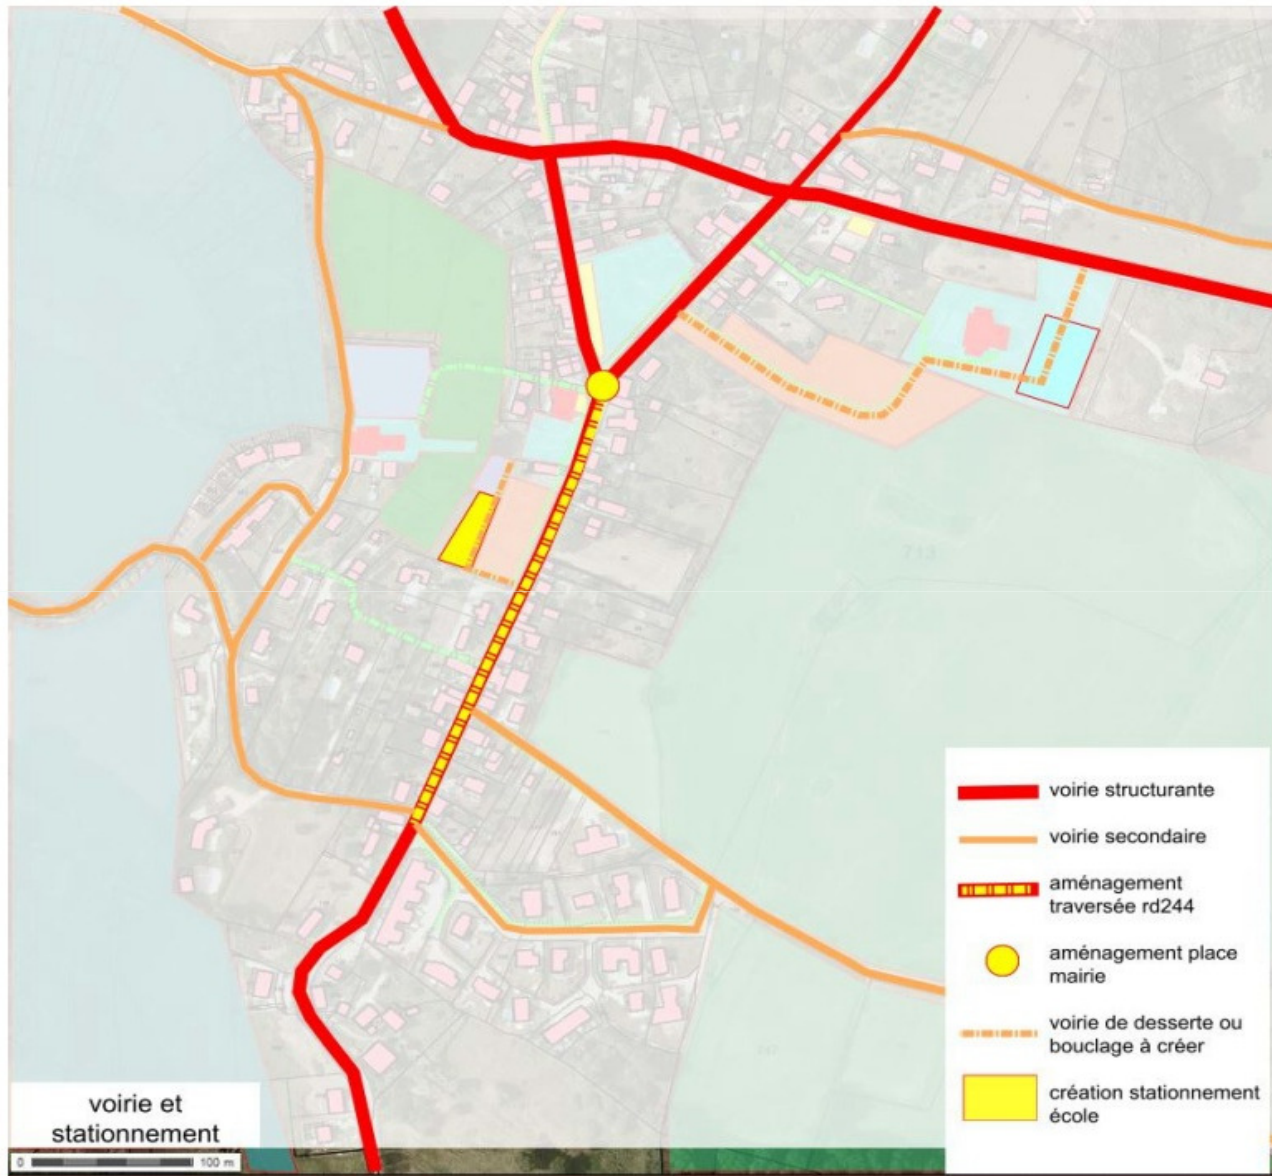 713
voirie structurante
voirie secondaire
aménagement
traversée rd244
aménagement place
mairie
voirie de desserte ou
bouclage à créer
création stationnement
école
voirie et
stationnement
0 100 m